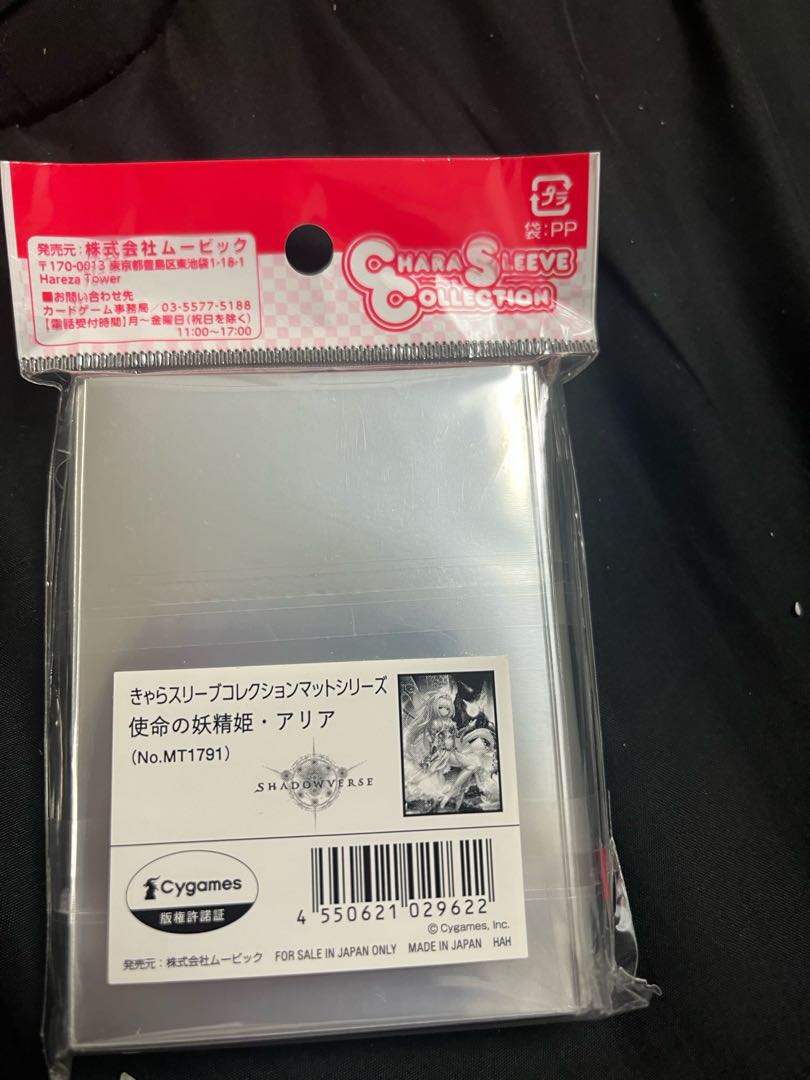 プラ
袋:PP
発売元:株式会社ムービック
〒170-0013 東京都豊島区東池袋1-18-1
Hareza Tower
■お問い合わせ先
カードゲーム事務局/03-5577-5188
【電話受付時間】月〜金曜日(祝日を除く)
11:00〜17:00
CHARA SLEEVE
COLLECTION
きゃらスリーブコレクションマットシリーズ
使命の妖精姫・アリア
(No.MT1791)
SHADOWVERSE
Cygames
版権許諾証
4 550621 029622
©Cygames, Inc.
発売元:株式会社ムービック FOR SALE IN JAPAN ONLY MADE IN JAPAN HAH